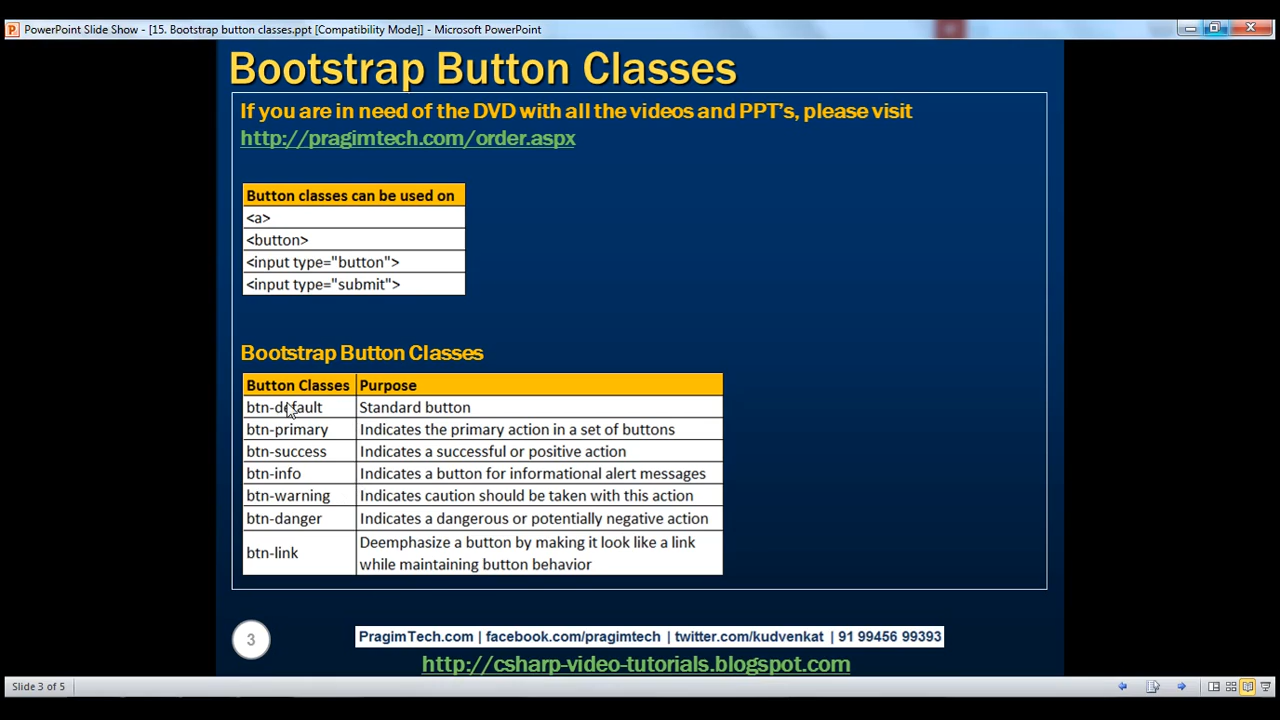 PowerPoint Slide Show - [15. Bootstrap button classes.ppt [Compatibility Mode]] - Microsoft PowerPoint
Bootstrap Button Classes
If you are in need of the DVD with all the videos and PPT's, please visit
http://pragimtech.com/order.aspx
Button classes can be used on
<a>
<button>
<input type="button">
<input type="submit">
Bootstrap Button Classes
Button Classes Purpose
btn-default Standard button
btn-primary Indicates the primary action in a set of buttons
btn-success Indicates a successful or positive action
btn-info Indicates a button for informational alert messages
btn-warning Indicates caution should be taken with this action
btn-danger Indicates a dangerous or potentially negative action
btn-link Deemphasize a button by making it look like a link
while maintaining button behavior
3
PragimTech.com | facebook.com/pragimtech | twitter.com/kudvenkat | 91 99456 99393
http://csharp-video-tutorials.blogspot.com
Slide 3 of 5